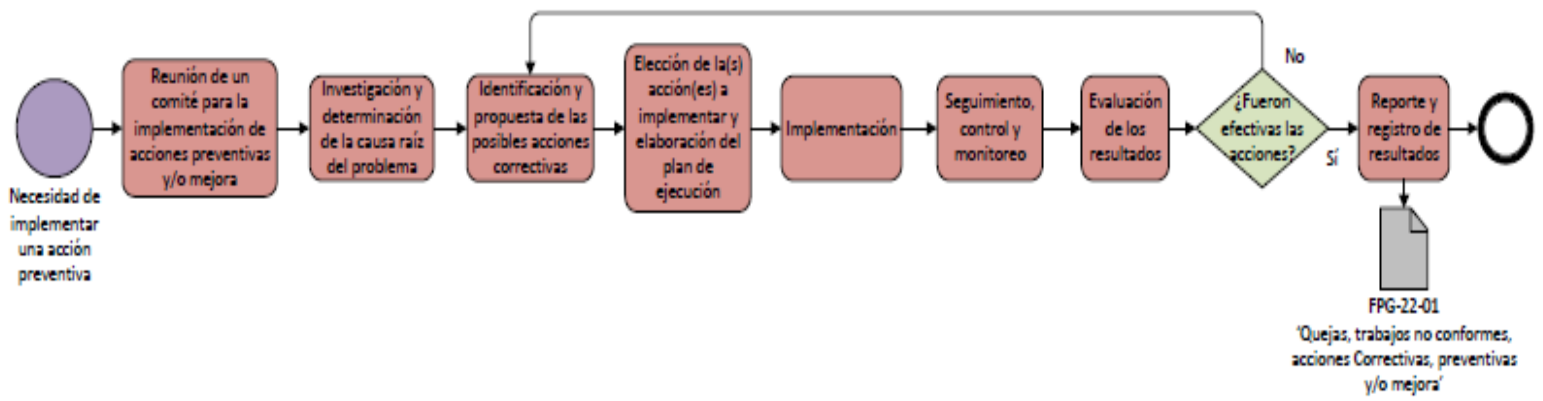 Necesidad de
implementar
una acción
preventiva
Reunión de un
comité para la
implementación de
acciones preventivas
y/o mejora
Investigación y
determinación
de la causa raíz
del problema
Identificación y
propuesta de las
posibles acciones
correctivas
Elección de la(s)
acción(es) a
implementar y
elaboración del
plan de
ejecución
Implementación
Seguimiento,
control y
monitoreo
Evaluación
de los
resultados
¿Fueron
efectivas las
acciones?
No
Sí
Reporte y
registro de
resultados
FPG-22-01
‘Quejas, trabajos no conformes,
acciones Correctivas, preventivas
y/o mejora’